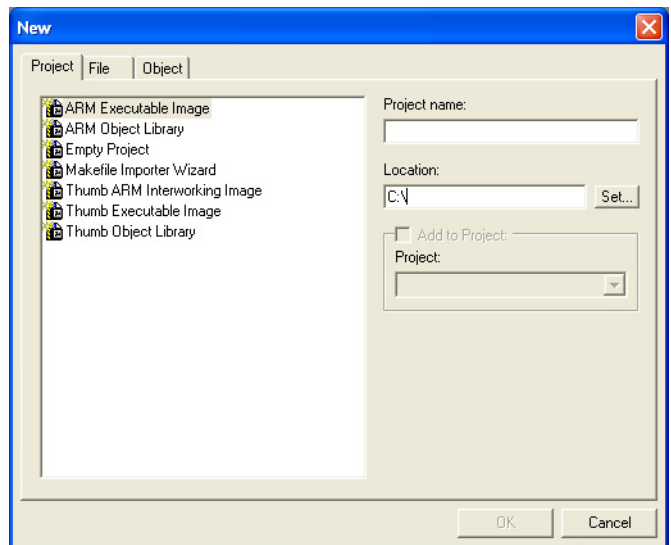 New
Project File Object
ARM Executable Image
ARM Object Library
Empty Project
Makefile Importer Wizard
Thumb ARM Interworking Image
Thumb Executable Image
Thumb Object Library
Project name:
Location:
C:\
Set...
Add to Project:
Project:
OK Cancel